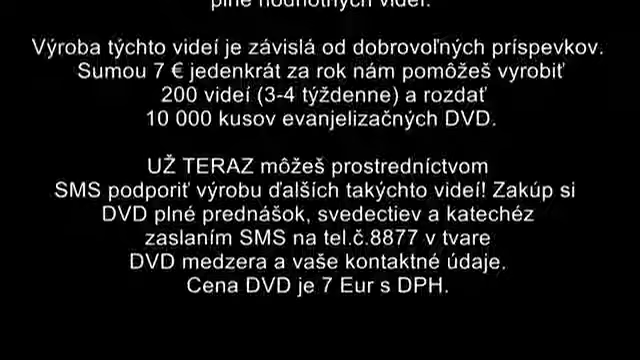 plné hodnotných videí.
Výroba týchto videí je závislá od dobrovoľných príspevkov.
Sumou 7 € jedenkrát za rok nám pomôžeš vyrobiť
200 videí (3-4 týždenne) a rozdať
10 000 kusov evanjelizačných DVD.
UŽ TERAZ môžeš prostredníctvom
SMS podporiť výrobu ďalších takýchto videí! Zakúp si
DVD plné prednášok, svedectiev a katechéz
zaslaním SMS na tel.č.8877 v tvare
DVD medzera a vaše kontaktné údaje.
Cena DVD je 7 Eur s DPH.